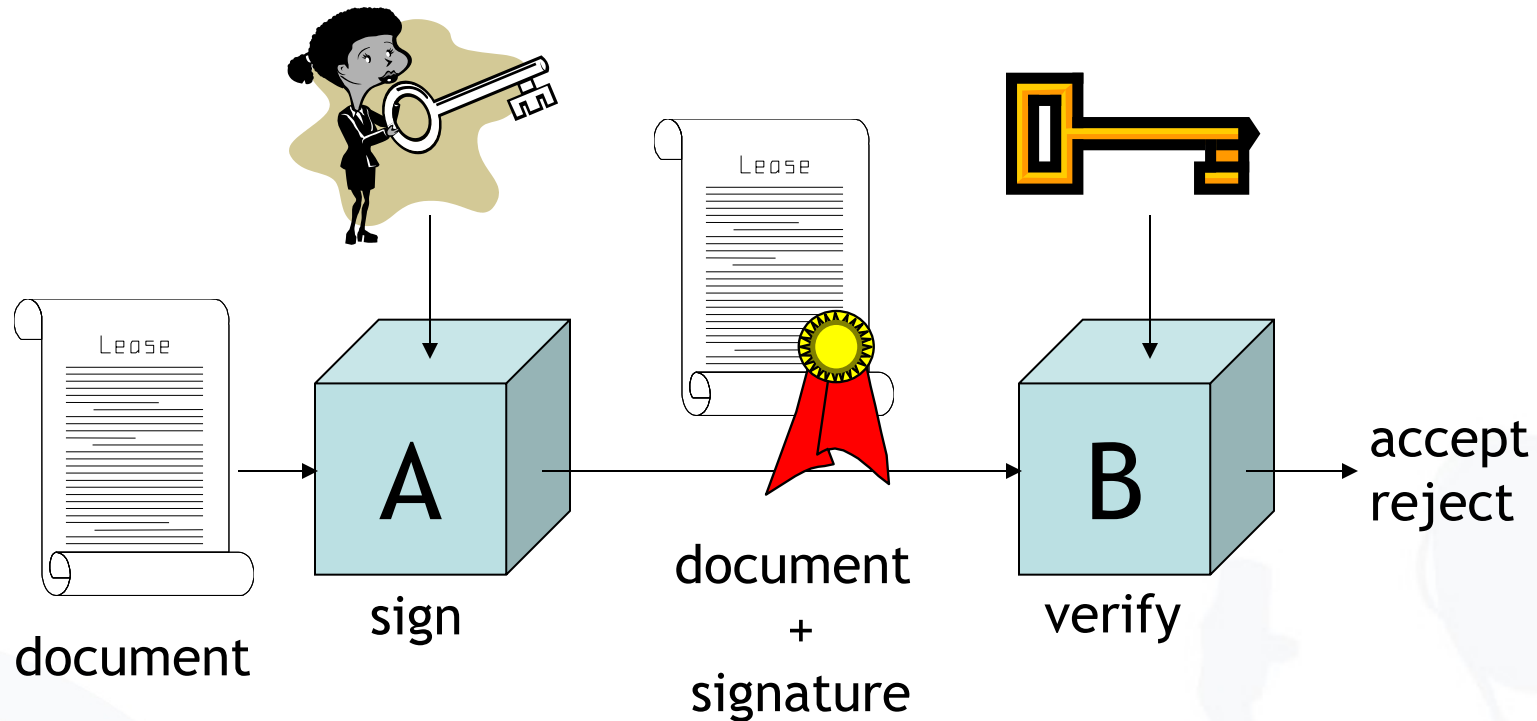 Lease
document
A
sign
Lease
document
+
signature
B
verify
accept
reject